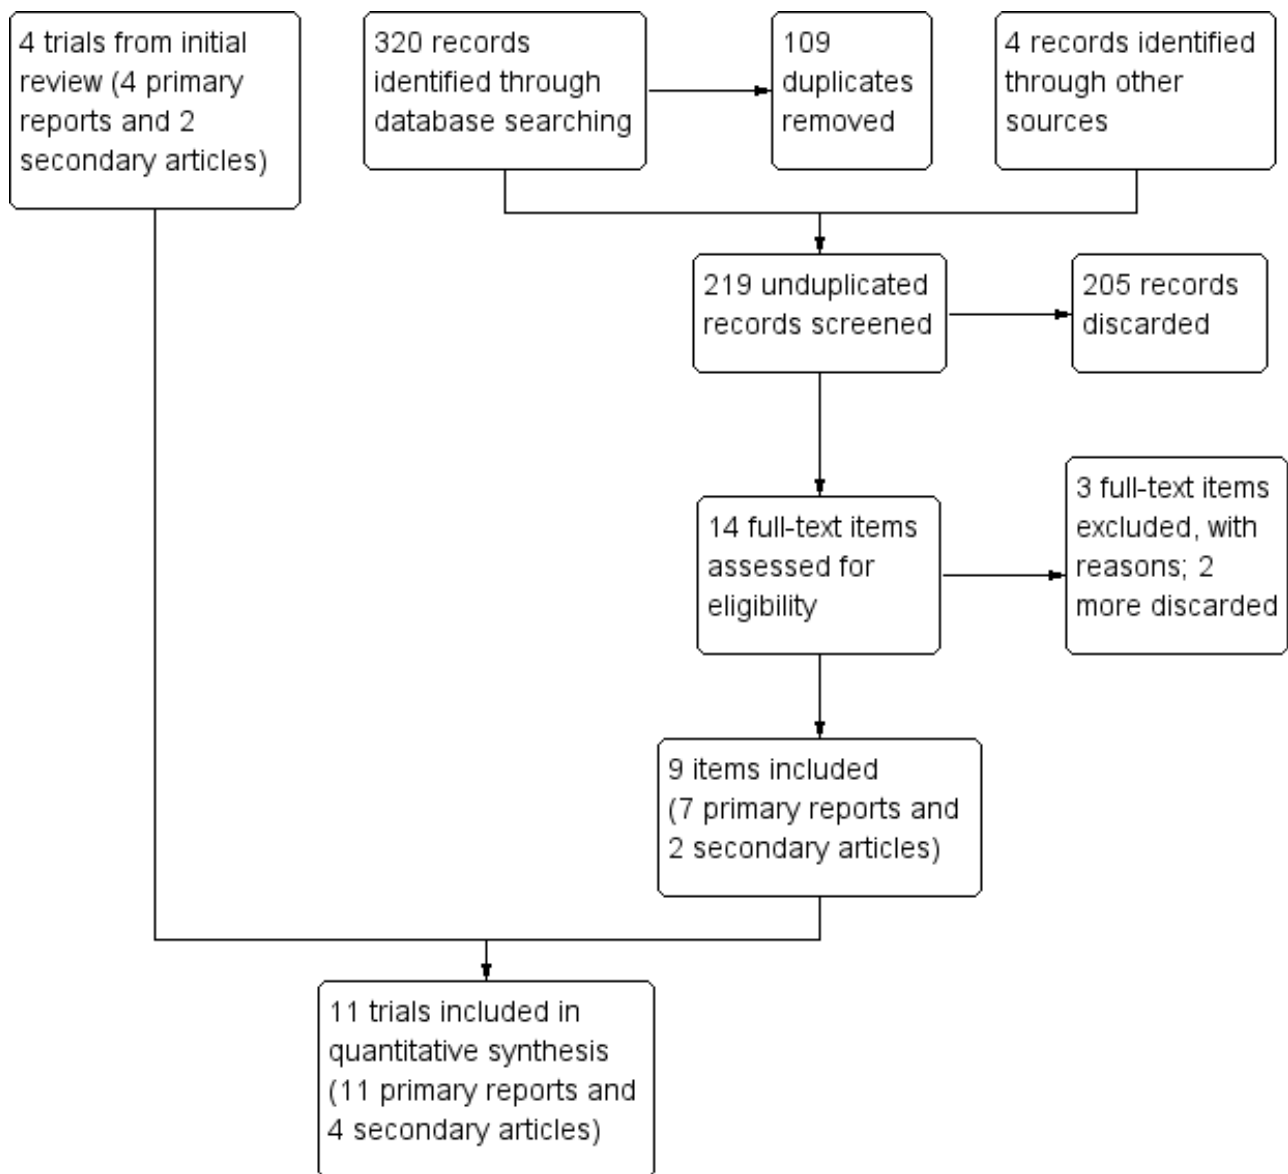 4 trials from initial
review (4 primary
reports and 2
secondary articles)
320 records
identified through
database searching
109
duplicates
removed
4 records identified
through other
sources
219 unduplicated
records screened
205 records
discarded
14 full-text items
assessed for
eligibility
3 full-text items
excluded, with
reasons; 2
more discarded
9 items included
(7 primary reports and
2 secondary articles)
11 trials included in
quantitative synthesis
(11 primary reports and
4 secondary articles)